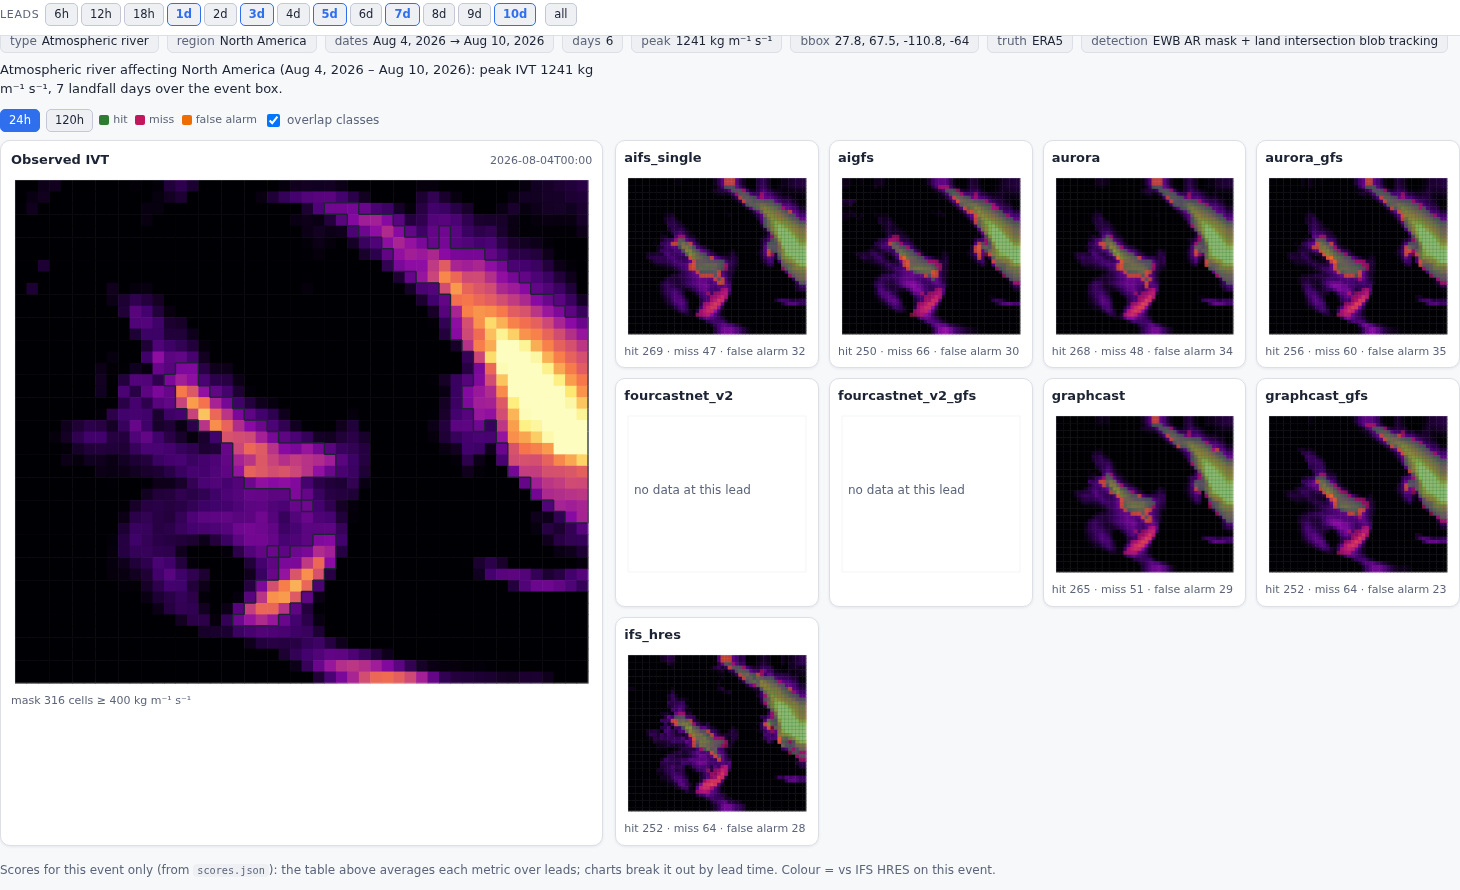 LEADS 6h 12h 18h 1d 2d 3d 4d 5d 6d 7d 8d 9d 10d all
type Atmospheric river region North America dates Aug 4, 2026 → Aug 10, 2026 days 6 peak 1241 kg m⁻¹ s⁻¹ bbox 27.8, 67.5, -110.8, -64 truth ERA5 detection EWB AR mask + land intersection blob tracking
Atmospheric river affecting North America (Aug 4, 2026 – Aug 10, 2026): peak IVT 1241 kg
m⁻¹ s⁻¹, 7 landfall days over the event box.
24h 120h hit miss false alarm overlap classes
Observed IVT 2026-08-04T00:00
mask 316 cells ≥ 400 kg m⁻¹ s⁻¹
aifs_single
hit 269 · miss 47 · false alarm 32
aigfs
hit 250 · miss 66 · false alarm 30
aurora
hit 268 · miss 48 · false alarm 34
aurora_gfs
hit 256 · miss 60 · false alarm 35
fourcastnet_v2
no data at this lead
fourcastnet_v2_gfs
no data at this lead
graphcast
hit 265 · miss 51 · false alarm 29
graphcast_gfs
hit 252 · miss 64 · false alarm 23
ifs_hres
hit 252 · miss 64 · false alarm 28
Scores for this event only (from scores.json): the table above averages each metric over leads; charts break it out by lead time. Colour = vs IFS HRES on this event.